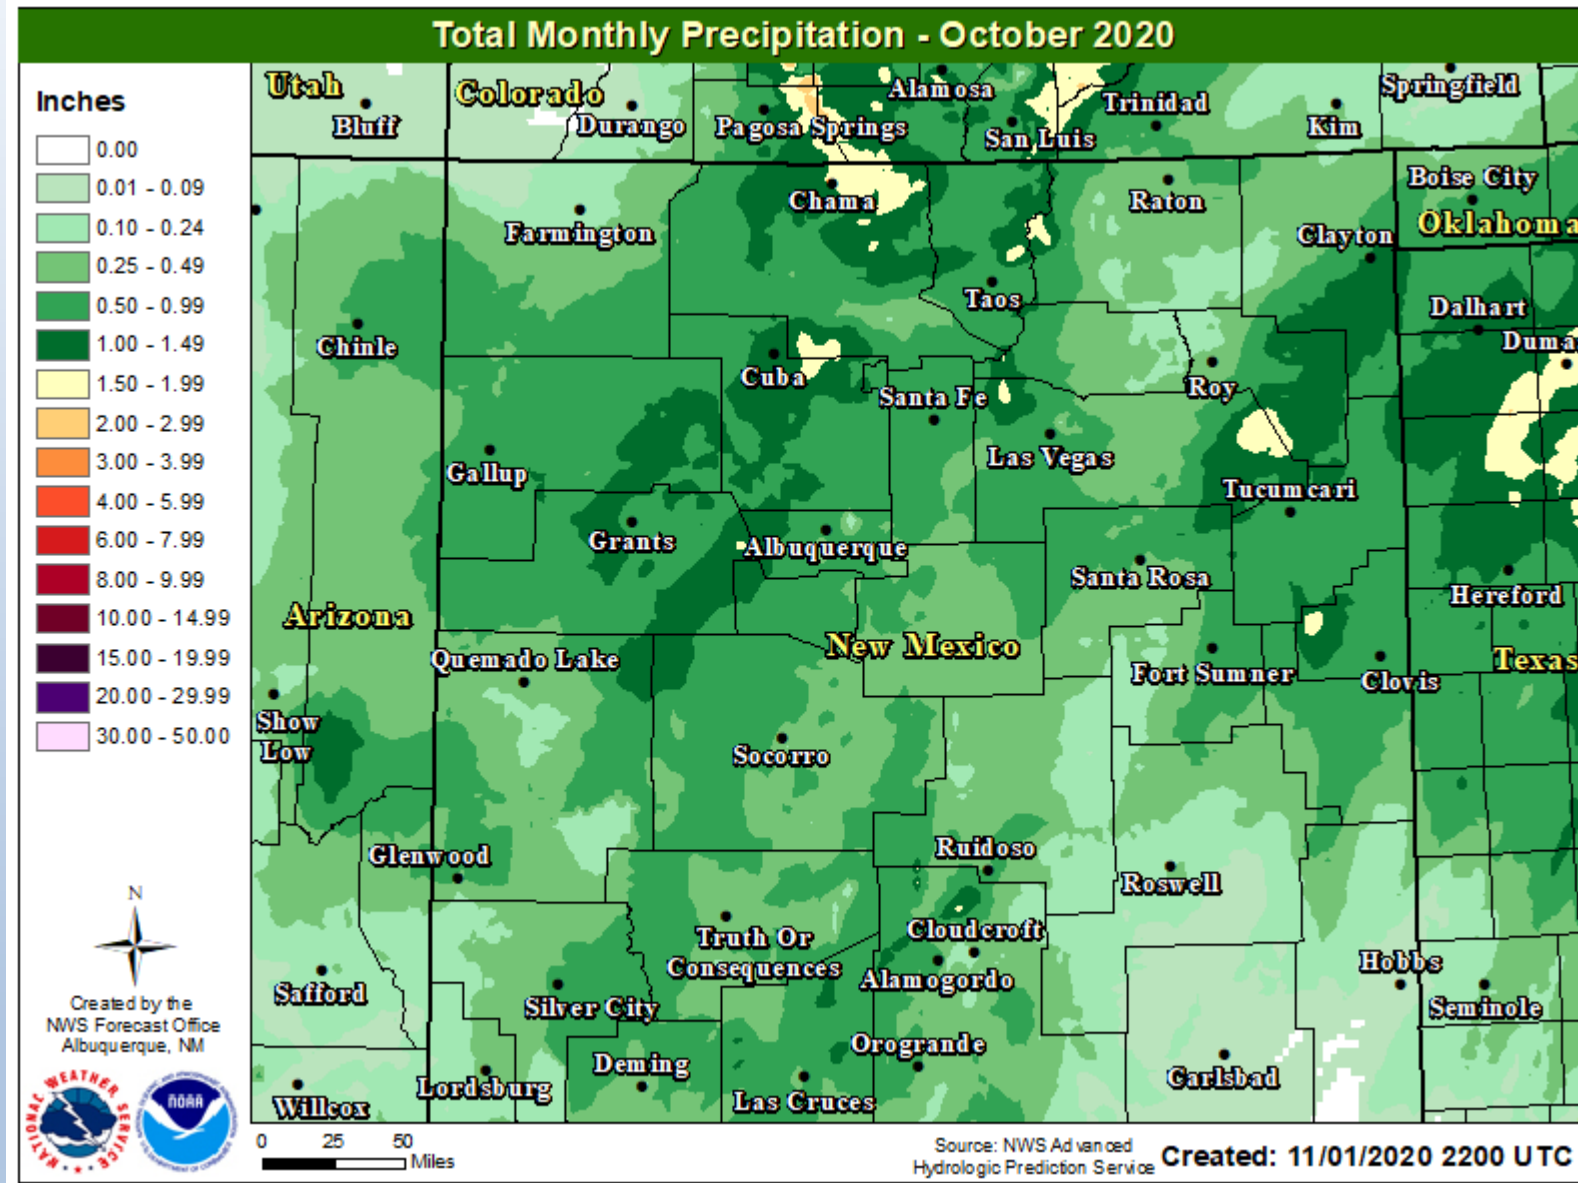 Total Monthly Precipitation - October 2020
Inches
0.00
0.01 - 0.09
0.10 - 0.24
0.25 - 0.49
0.50 - 0.99
1.00 - 1.49
1.50 - 1.99
2.00 - 2.99
3.00 - 3.99
4.00 - 5.99
6.00 - 7.99
8.00 - 9.99
10.00 - 14.99
15.00 - 19.99
20.00 - 29.99
30.00 - 50.00
Utah
Colorado
Alamosa
Springfield
Bluff
Durango
Pagosa Springs
San Luis
Trinidad
Kim
Chama
Raton
Boise City
Oklahoma
Farmington
Clayton
Taos
Dalhart
Chinle
Duma
Cuba
Santa Fe
Roy
Gallup
Las Vegas
Tucumcari
Grants
Albuquerque
Santa Rosa
Hereford
Arizona
New Mexico
Quemado Lake
Fort Sumner
Clovis
Texas
Show
Low
Socorro
Glenwood
Ruidoso
Roswell
Truth Or
Consequences
Cloudcroft
Alamogordo
Hobbs
Safford
Silver City
Seminole
Orogrande
Deming
Carlsbad
Lordsburg
Las Cruces
Willcox
N
Created by the
NWS Forecast Office
Albuquerque, NM
NATIONAL WEATHER SERVICE
NOAA
0 25 50
Miles
Source: NWS Advanced
Hydrologic Prediction Service
Created: 11/01/2020 2200 UTC